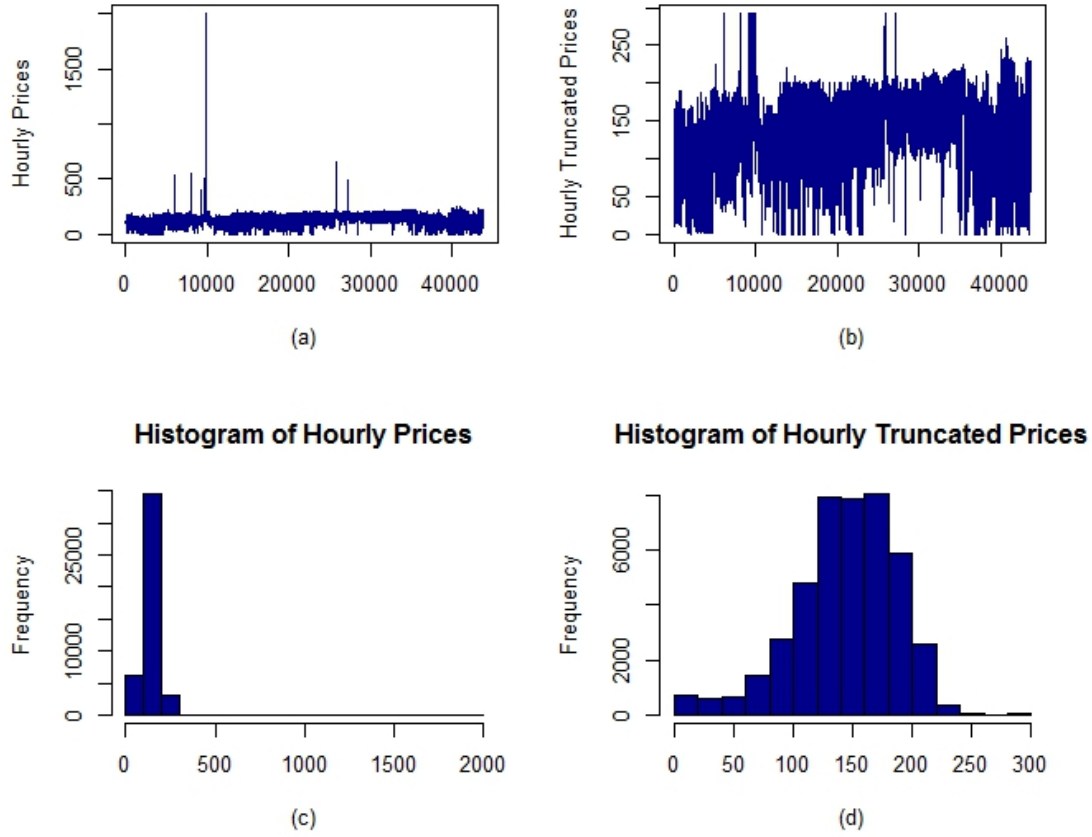 Hourly Prices
0 500 1500
0 10000 20000 30000 40000
(a)
Hourly Truncated Prices
0 50 150 250
0 10000 20000 30000 40000
(b)
Histogram of Hourly Prices
Frequency
0 10000 25000
0 500 1000 1500 2000
(c)
Histogram of Hourly Truncated Prices
Frequency
0 2000 6000
0 50 100 150 200 250 300
(d)